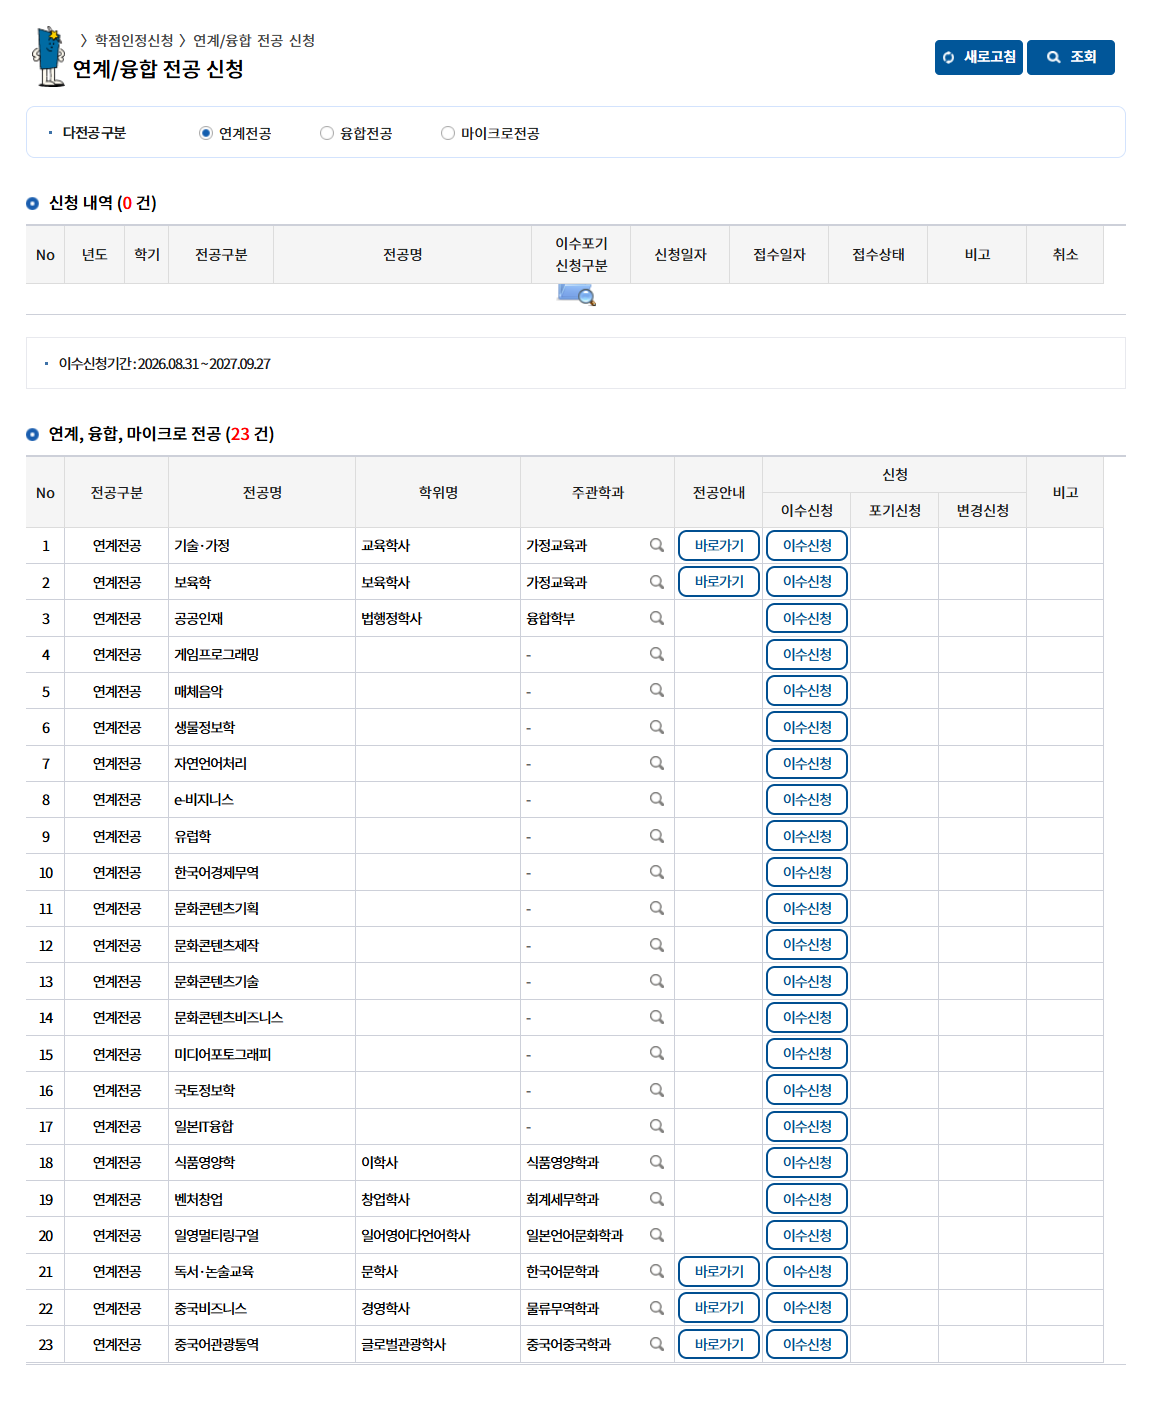 〉 학점인정신청 〉 연계/융합 전공 신청
연계/융합 전공 신청
새로고침 조회
다전공구분 연계전공 융합전공 마이크로전공
신청 내역 (0 건)
No 년도 학기 전공구분 전공명 이수포기 신청구분 신청일자 접수일자 접수상태 비고 취소
이수신청기간 : 2026.08.31 ~ 2027.09.27
연계, 융합, 마이크로 전공 (23 건)
No 전공구분 전공명 학위명 주관학과 전공안내 신청 비고
이수신청 포기신청 변경신청
1 연계전공 기술·가정 교육학사 가정교육과 바로가기 이수신청
2 연계전공 보육학 보육학사 가정교육과 바로가기 이수신청
3 연계전공 공공인재 법행정학사 융합학부 이수신청
4 연계전공 게임프로그래밍 - 이수신청
5 연계전공 매체음악 - 이수신청
6 연계전공 생물정보학 - 이수신청
7 연계전공 자연언어처리 - 이수신청
8 연계전공 e-비지니스 - 이수신청
9 연계전공 유럽학 - 이수신청
10 연계전공 한국어경제무역 - 이수신청
11 연계전공 문화콘텐츠기획 - 이수신청
12 연계전공 문화콘텐츠제작 - 이수신청
13 연계전공 문화콘텐츠기술 - 이수신청
14 연계전공 문화콘텐츠비즈니스 - 이수신청
15 연계전공 미디어포토그래피 - 이수신청
16 연계전공 국토정보학 - 이수신청
17 연계전공 일본IT융합 - 이수신청
18 연계전공 식품영양학 이학사 식품영양학과 이수신청
19 연계전공 벤처창업 창업학사 회계세무학과 이수신청
20 연계전공 일영멀티링구얼 일어영어다언어학사 일본언어문화학과 이수신청
21 연계전공 독서·논술교육 문학사 한국어문학과 바로가기 이수신청
22 연계전공 중국비즈니스 경영학사 물류무역학과 바로가기 이수신청
23 연계전공 중국어관광통역 글로벌관광학사 중국어중국학과 바로가기 이수신청